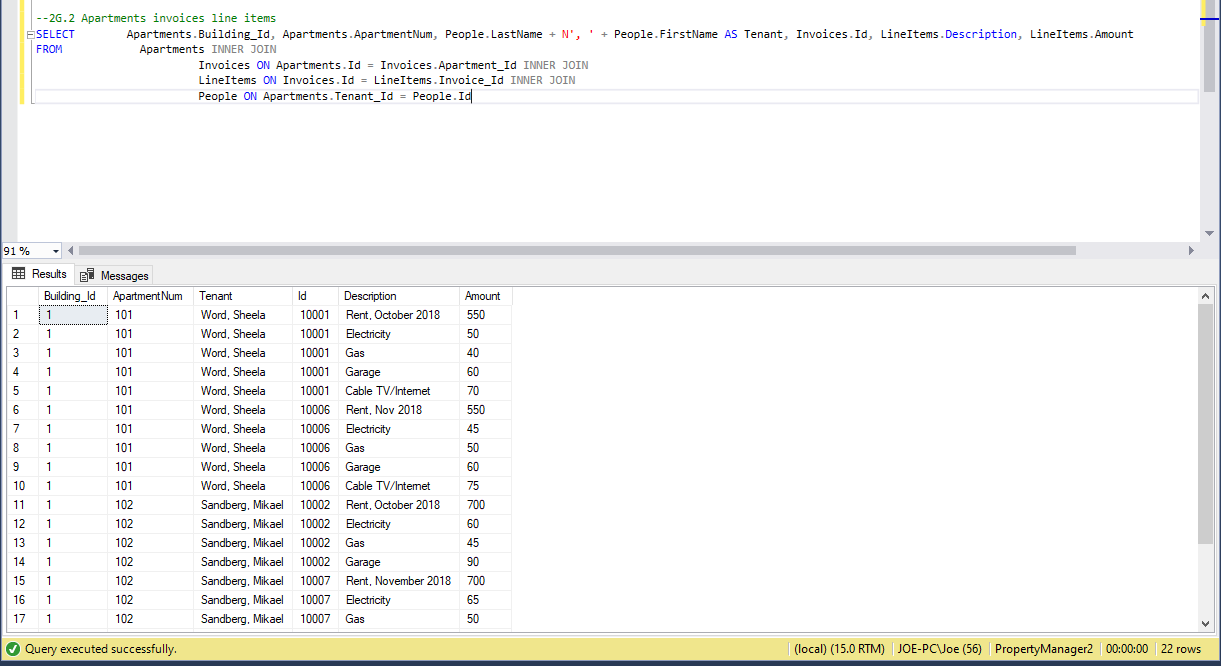 --2G.2 Apartments invoices line items
SELECT Apartments.Building_Id, Apartments.ApartmentNum, People.LastName + N', ' + People.FirstName AS Tenant, Invoices.Id, LineItems.Description, LineItems.Amount
FROM Apartments INNER JOIN
Invoices ON Apartments.Id = Invoices.Apartment_Id INNER JOIN
LineItems ON Invoices.Id = LineItems.Invoice_Id INNER JOIN
People ON Apartments.Tenant_Id = People.Id
91 %
Results Messages
Building_Id ApartmentNum Tenant Id Description Amount
1 1 101 Word, Sheela 10001 Rent, October 2018 550
2 1 101 Word, Sheela 10001 Electricity 50
3 1 101 Word, Sheela 10001 Gas 40
4 1 101 Word, Sheela 10001 Garage 60
5 1 101 Word, Sheela 10001 Cable TV/Internet 70
6 1 101 Word, Sheela 10006 Rent, Nov 2018 550
7 1 101 Word, Sheela 10006 Electricity 45
8 1 101 Word, Sheela 10006 Gas 50
9 1 101 Word, Sheela 10006 Garage 60
10 1 101 Word, Sheela 10006 Cable TV/Internet 75
11 1 102 Sandberg, Mikael 10002 Rent, October 2018 700
12 1 102 Sandberg, Mikael 10002 Electricity 60
13 1 102 Sandberg, Mikael 10002 Gas 45
14 1 102 Sandberg, Mikael 10002 Garage 90
15 1 102 Sandberg, Mikael 10007 Rent, November 2018 700
16 1 102 Sandberg, Mikael 10007 Electricity 65
17 1 102 Sandberg, Mikael 10007 Gas 50
Query executed successfully. (local) (15.0 RTM) JOE-PC\Joe (56) PropertyManager2 00:00:00 22 rows